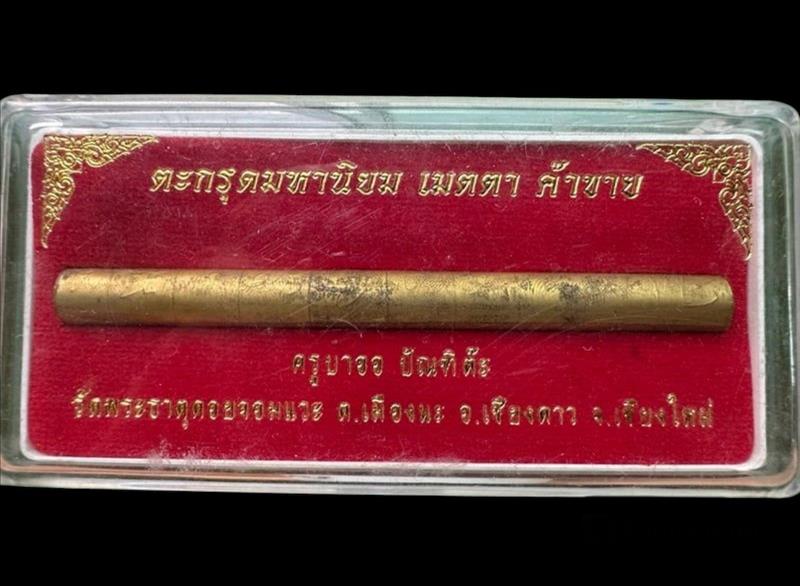 ตะกรุดมหานิยม เมตตา ค้าขาย
ครูบาออ ปัณฑิต๊ะ
วัดพระธาตุดอยจอมแวะ ต.เมืองนะ อ.เชียงดาว จ.เชียงใหม่